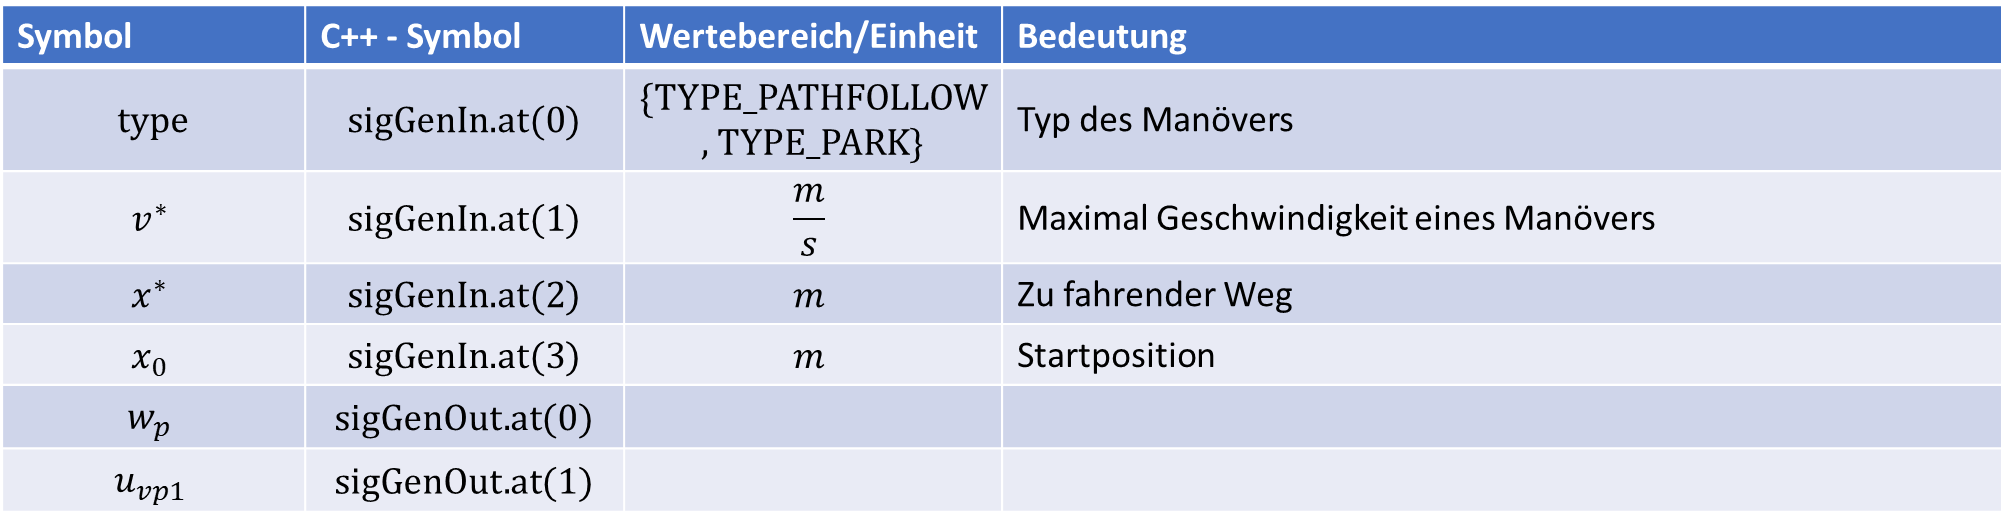 Symbol C++ - Symbol Wertebereich/Einheit Bedeutung
type sigGenIn.at(0) {TYPE_PATHFOLLOW
, TYPE_PARK} Typ des Manövers
v* sigGenIn.at(1) m/s Maximal Geschwindigkeit eines Manövers
x* sigGenIn.at(2) m Zu fahrender Weg
x₀ sigGenIn.at(3) m Startposition
wₚ sigGenOut.at(0)
u_vp1 sigGenOut.at(1)